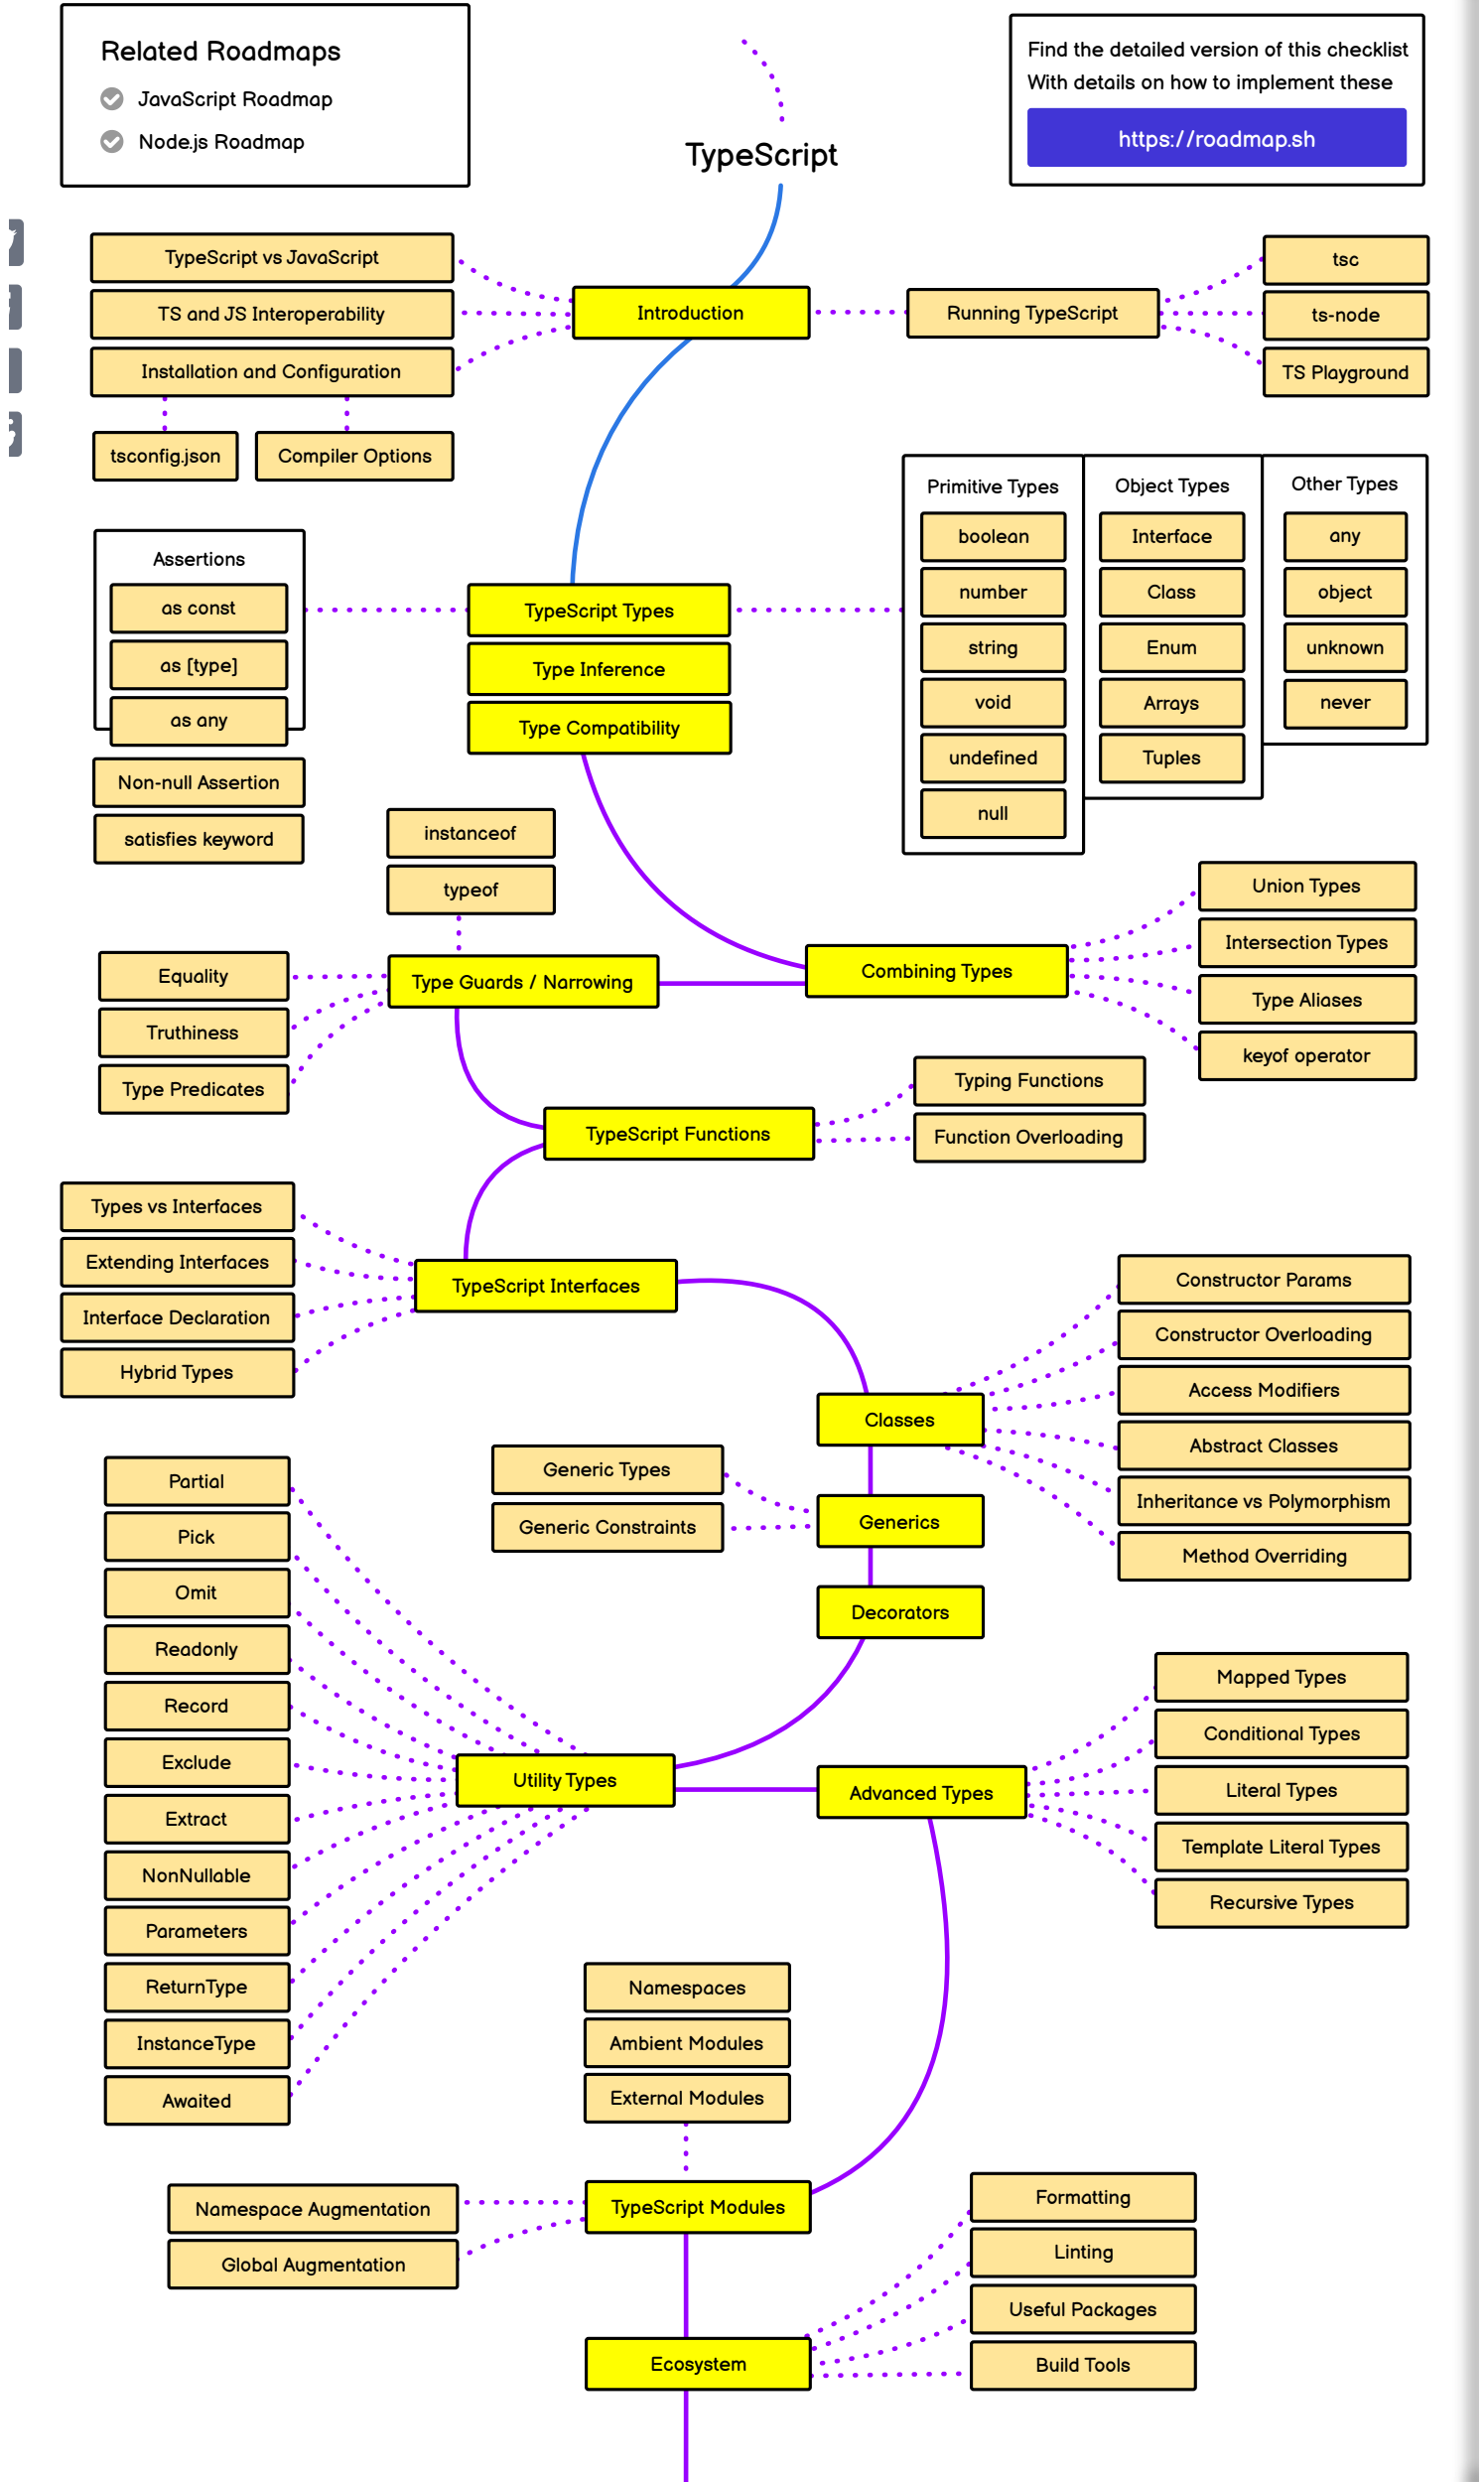 Related Roadmaps
JavaScript Roadmap
Node.js Roadmap
TypeScript
Find the detailed version of this checklist
With details on how to implement these
https://roadmap.sh
TypeScript vs JavaScript
TS and JS Interoperability
Installation and Configuration
tsconfig.json
Compiler Options
Introduction
Running TypeScript
tsc
ts-node
TS Playground
Assertions
as const
as [type]
as any
Non-null Assertion
satisfies keyword
TypeScript Types
Type Inference
Type Compatibility
Primitive Types
boolean
number
string
void
undefined
null
Object Types
Interface
Class
Enum
Arrays
Tuples
Other Types
any
object
unknown
never
instanceof
typeof
Equality
Truthiness
Type Predicates
Type Guards / Narrowing
Combining Types
Union Types
Intersection Types
Type Aliases
keyof operator
TypeScript Functions
Typing Functions
Function Overloading
Types vs Interfaces
Extending Interfaces
Interface Declaration
Hybrid Types
TypeScript Interfaces
Classes
Constructor Params
Constructor Overloading
Access Modifiers
Abstract Classes
Inheritance vs Polymorphism
Method Overriding
Generic Types
Generic Constraints
Generics
Decorators
Partial
Pick
Omit
Readonly
Record
Exclude
Extract
NonNullable
Parameters
ReturnType
InstanceType
Awaited
Utility Types
Advanced Types
Mapped Types
Conditional Types
Literal Types
Template Literal Types
Recursive Types
Namespaces
Ambient Modules
External Modules
Namespace Augmentation
Global Augmentation
TypeScript Modules
Ecosystem
Formatting
Linting
Useful Packages
Build Tools